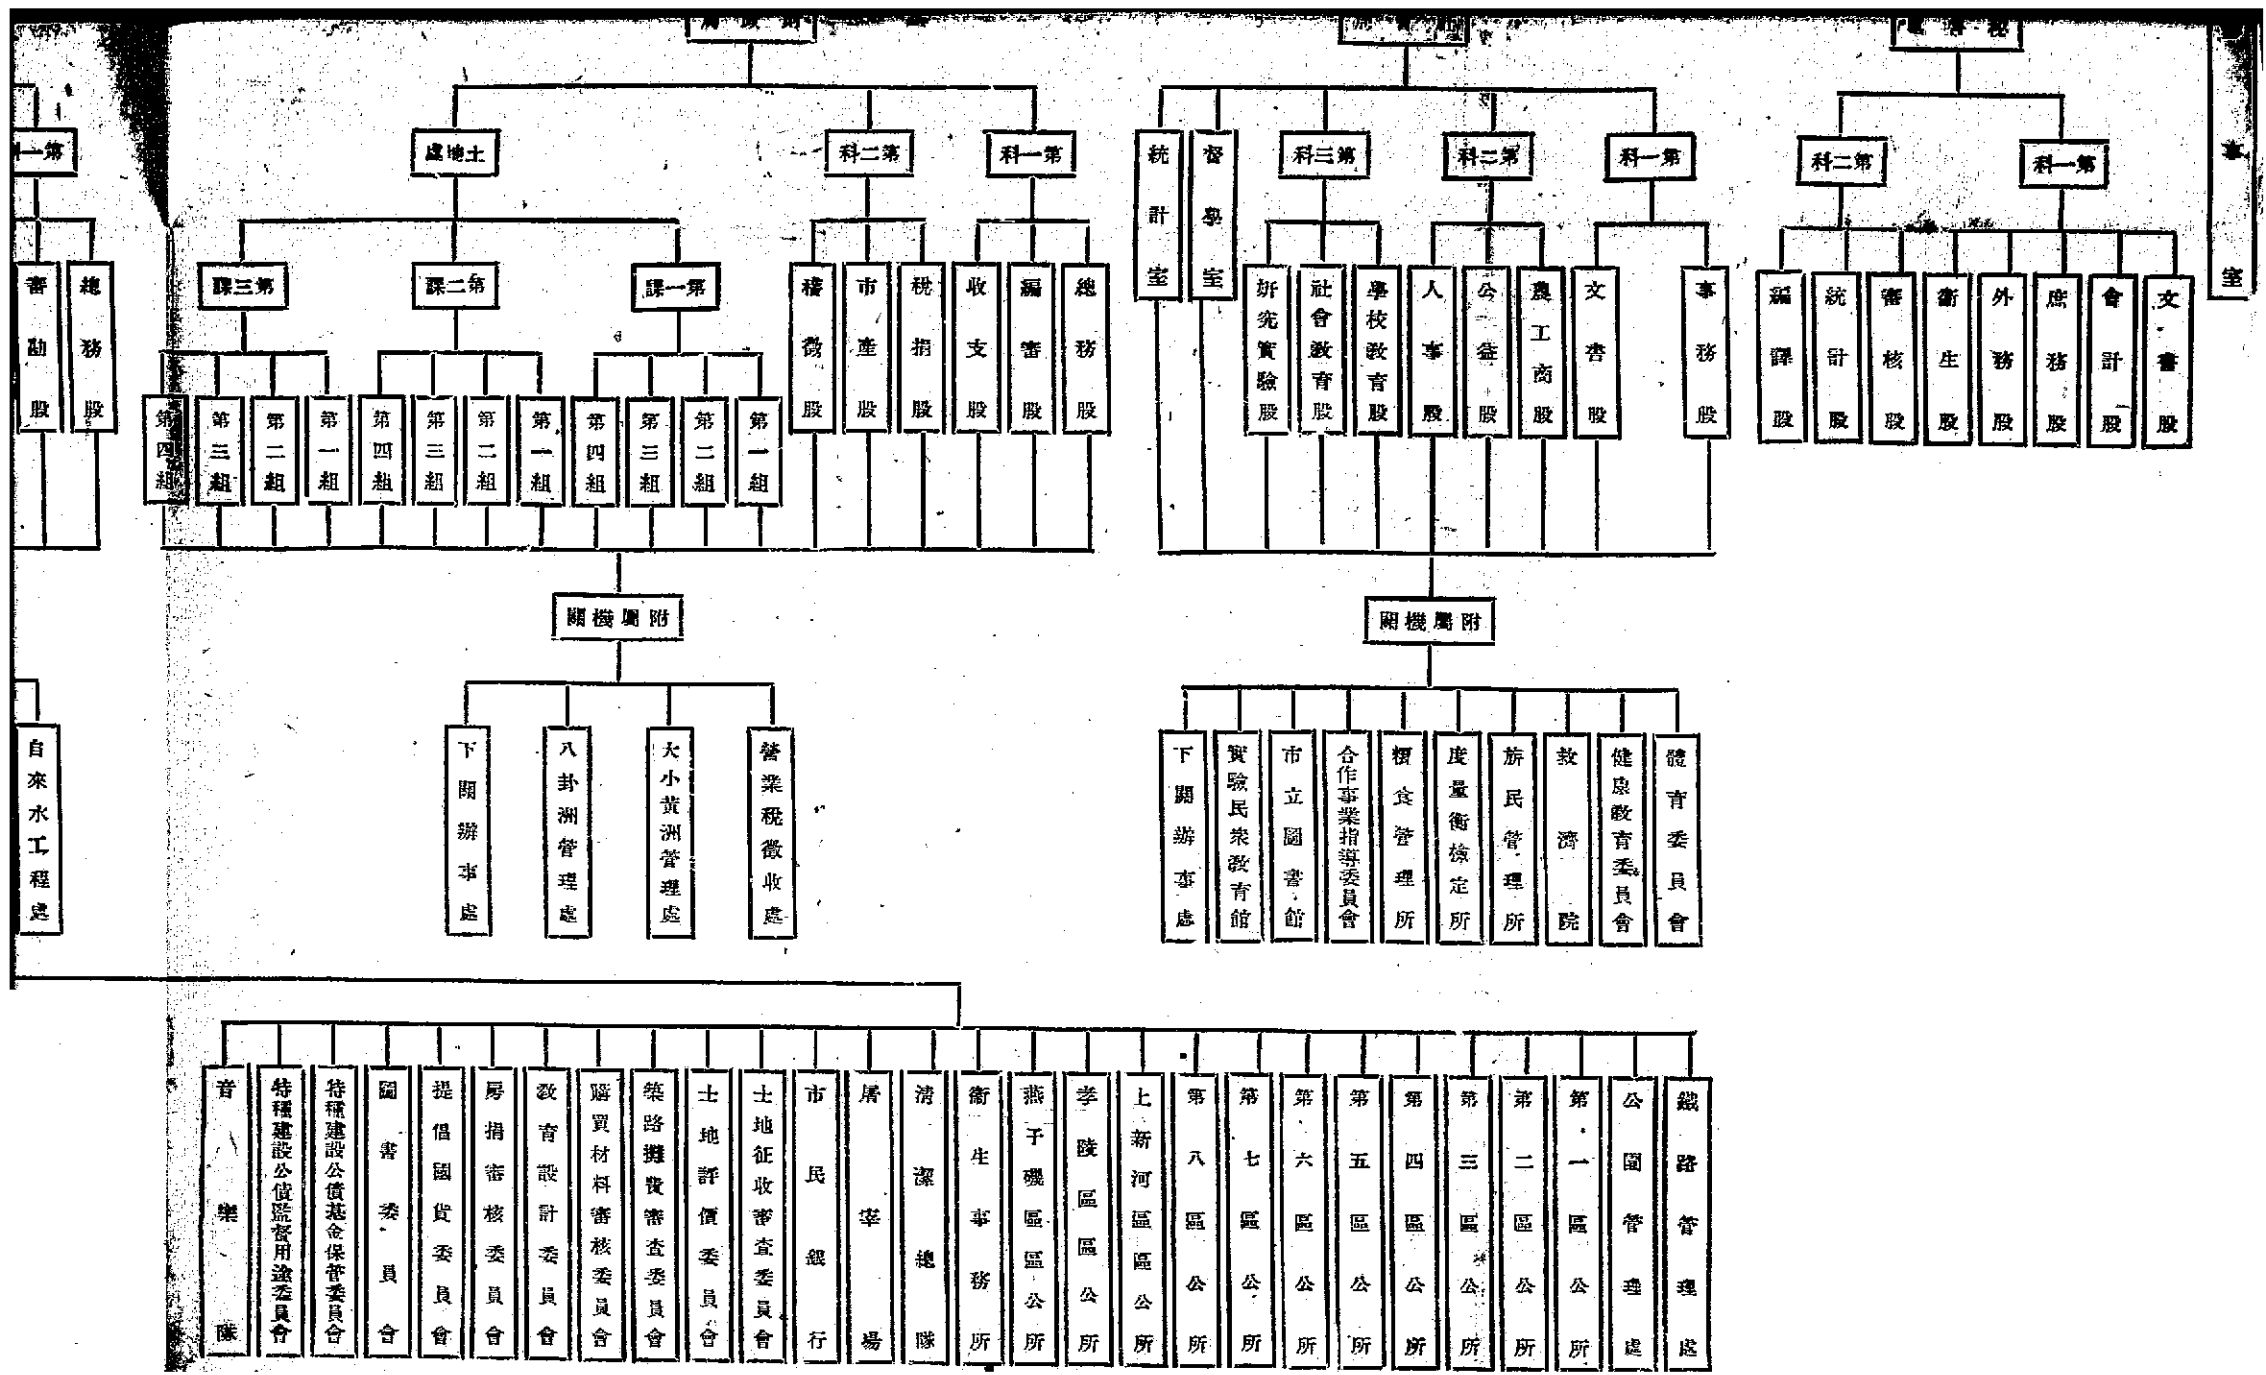 事室
第一科
第二科
文書股
會計股
庶務股
外務股
衛生股
審核股
統計股
編譯股
第一科
第二科
第三科
督學室
統計室
事務股
文書股
農工商股
公益股
人事股
學校教育股
社會教育股
研究實驗股
附屬機關
體育委員會
健康教育委員會
救濟院
族民管理所
度量衡檢定所
糧食管理所
合作事業指導委員會
市立圖書館
實驗民衆教育館
下關辦事處
第一科
第二科
土地處
總務股
編審股
收支股
稅捐股
市產股
稽徵股
第一課
第二課
第三課
第一組
第二組
第三組
第四組
第一組
第二組
第三組
第四組
第一組
第二組
第三組
第四組
附屬機關
營業稅徵收處
大小黃洲管理處
八卦洲管理處
下關辦事處
第一
總務股
審勘股
自來水工程處
鐵路管理處
公園管理處
第一區公所
第二區公所
第三區公所
第四區公所
第五區公所
第六區公所
第七區公所
第八區公所
上新河區區公所
孝陵區區公所
燕子磯區區公所
衛生事務所
清潔總隊
屠宰場
市民銀行
土地征收審查委員會
土地評價委員會
築路攤費審查委員會
購買材料審核委員會
教育設計委員會
房捐審核委員會
提倡國貨委員會
圖書委員會
特種建設公債基金保管委員會
特種建設公債監督用途委員會
音樂隊